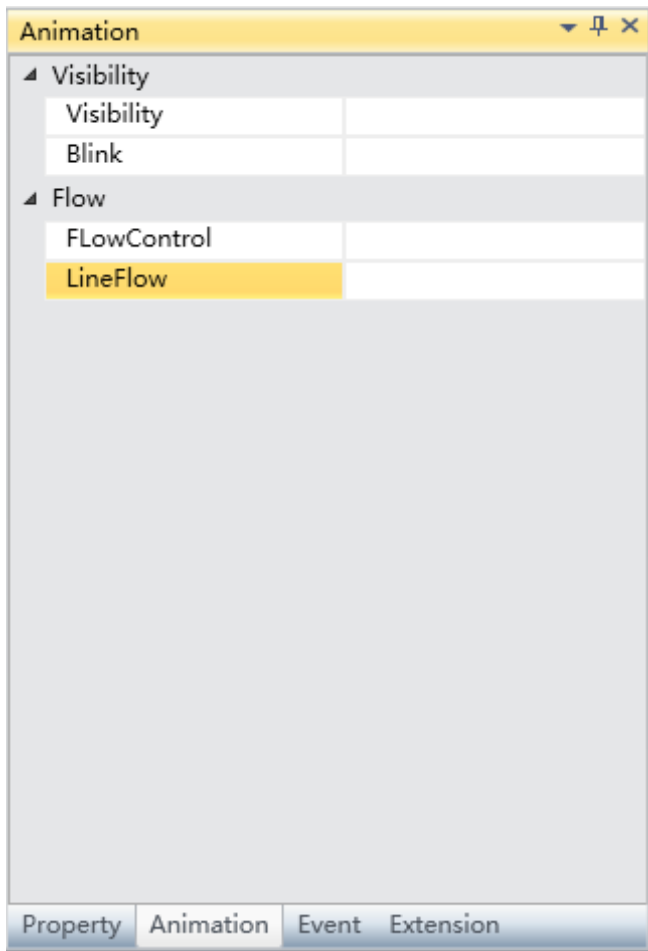 Animation
Visibility
Visibility
Blink
Flow
FLowControl
LineFlow
Property Animation Event Extension